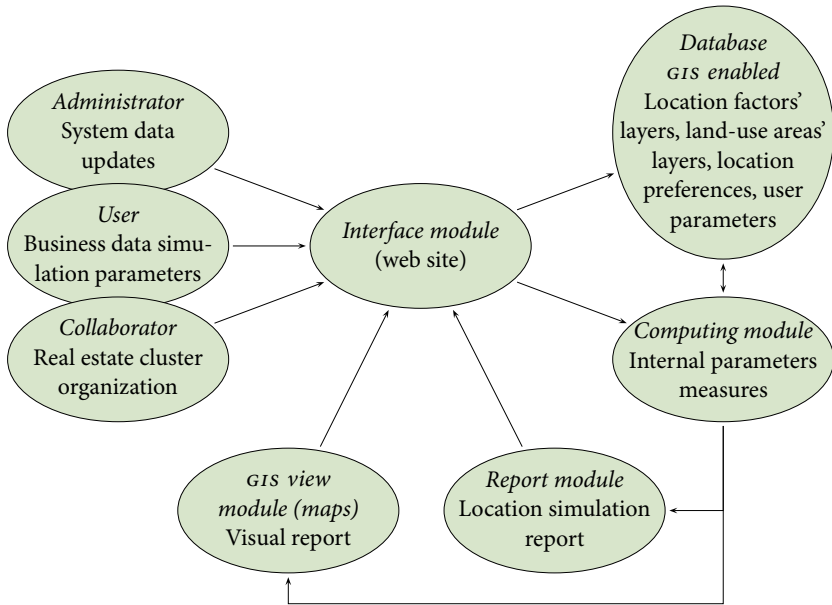 Administrator
System data
updates
User
Business data simu-
lation parameters
Collaborator
Real estate cluster
organization
Interface module
(web site)
Database
GIS enabled
Location factors’
layers, land-use areas’
layers, location
preferences, user
parameters
Computing module
Internal parameters
measures
GIS view
module (maps)
Visual report
Report module
Location simulation
report